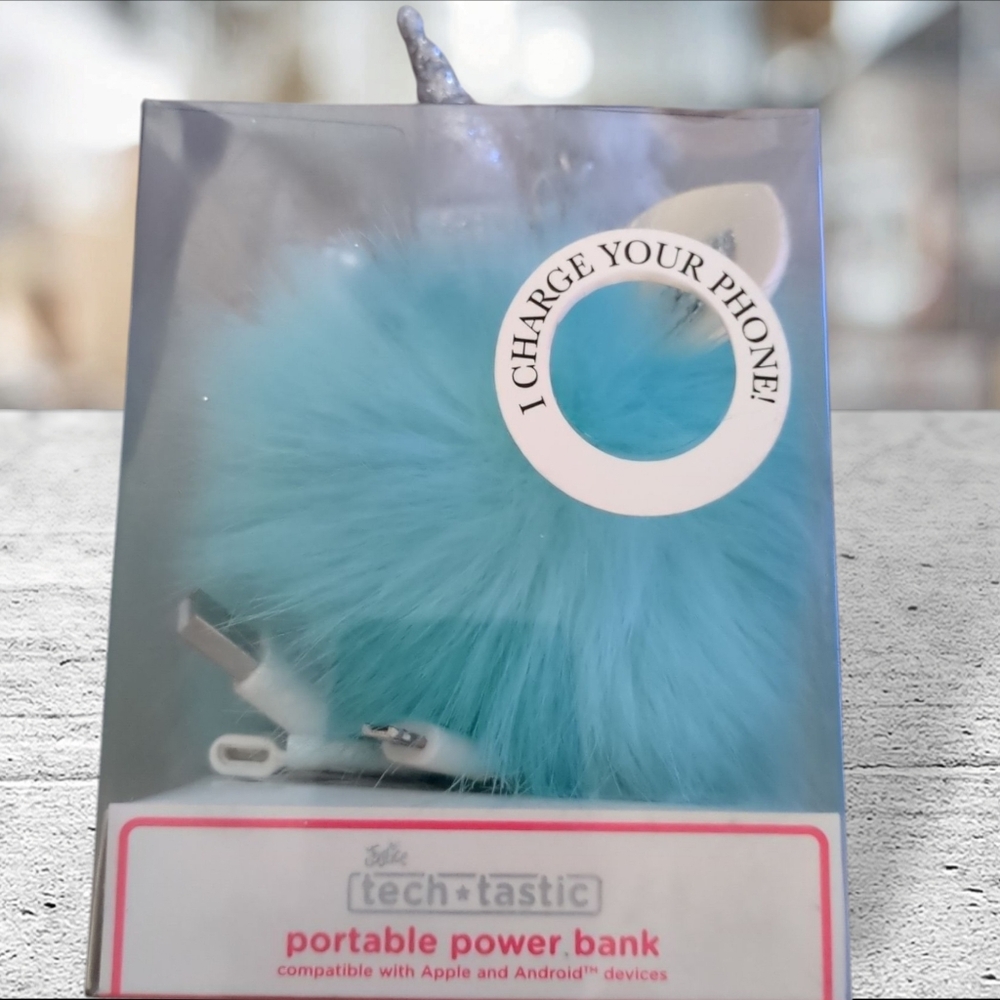 I CHARGE YOUR PHONE!
tech★tastic
portable power bank
compatible with Apple and Android™ devices